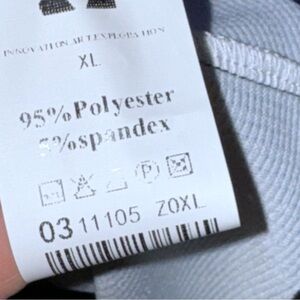 XL
95%Polyester
5%spandex
P
0311105 Z0XL